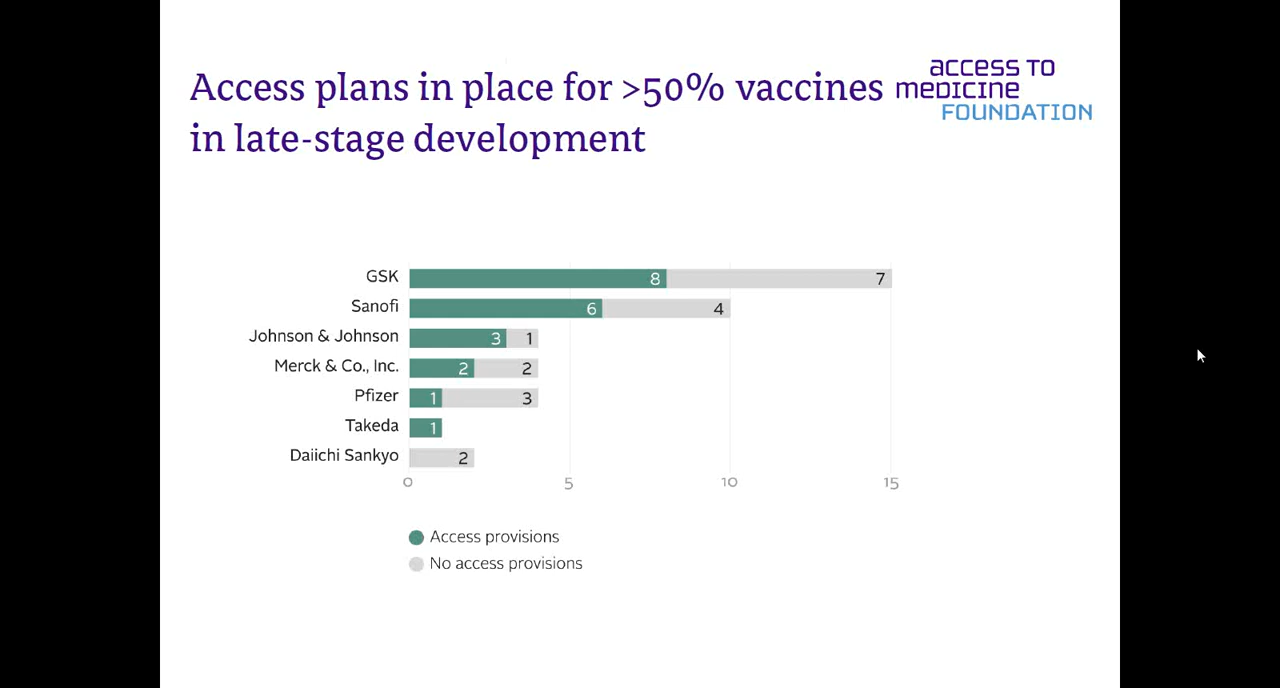 Access plans in place for >50% vaccines
in late-stage development
ACCESS TO
MEDICINE
FOUNDATION
GSK 8 7
Sanofi 6 4
Johnson & Johnson 3 1
Merck & Co., Inc. 2 2
Pfizer 1 3
Takeda 1
Daiichi Sankyo 2
0 5 10 15
Access provisions
No access provisions